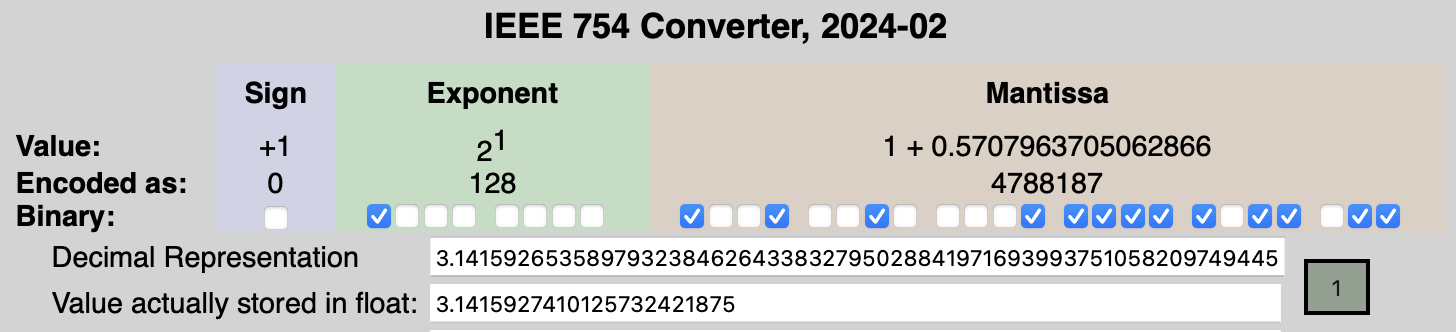 IEEE 754 Converter, 2024-02
Sign Exponent Mantissa
Value: +1 2^1 1 + 0.5707963705062866
Encoded as: 0 128 4788187
Binary:
Decimal Representation 3.1415926535897932384626433832795028841971693993751058209749445
Value actually stored in float: 3.1415927410125732421875
1